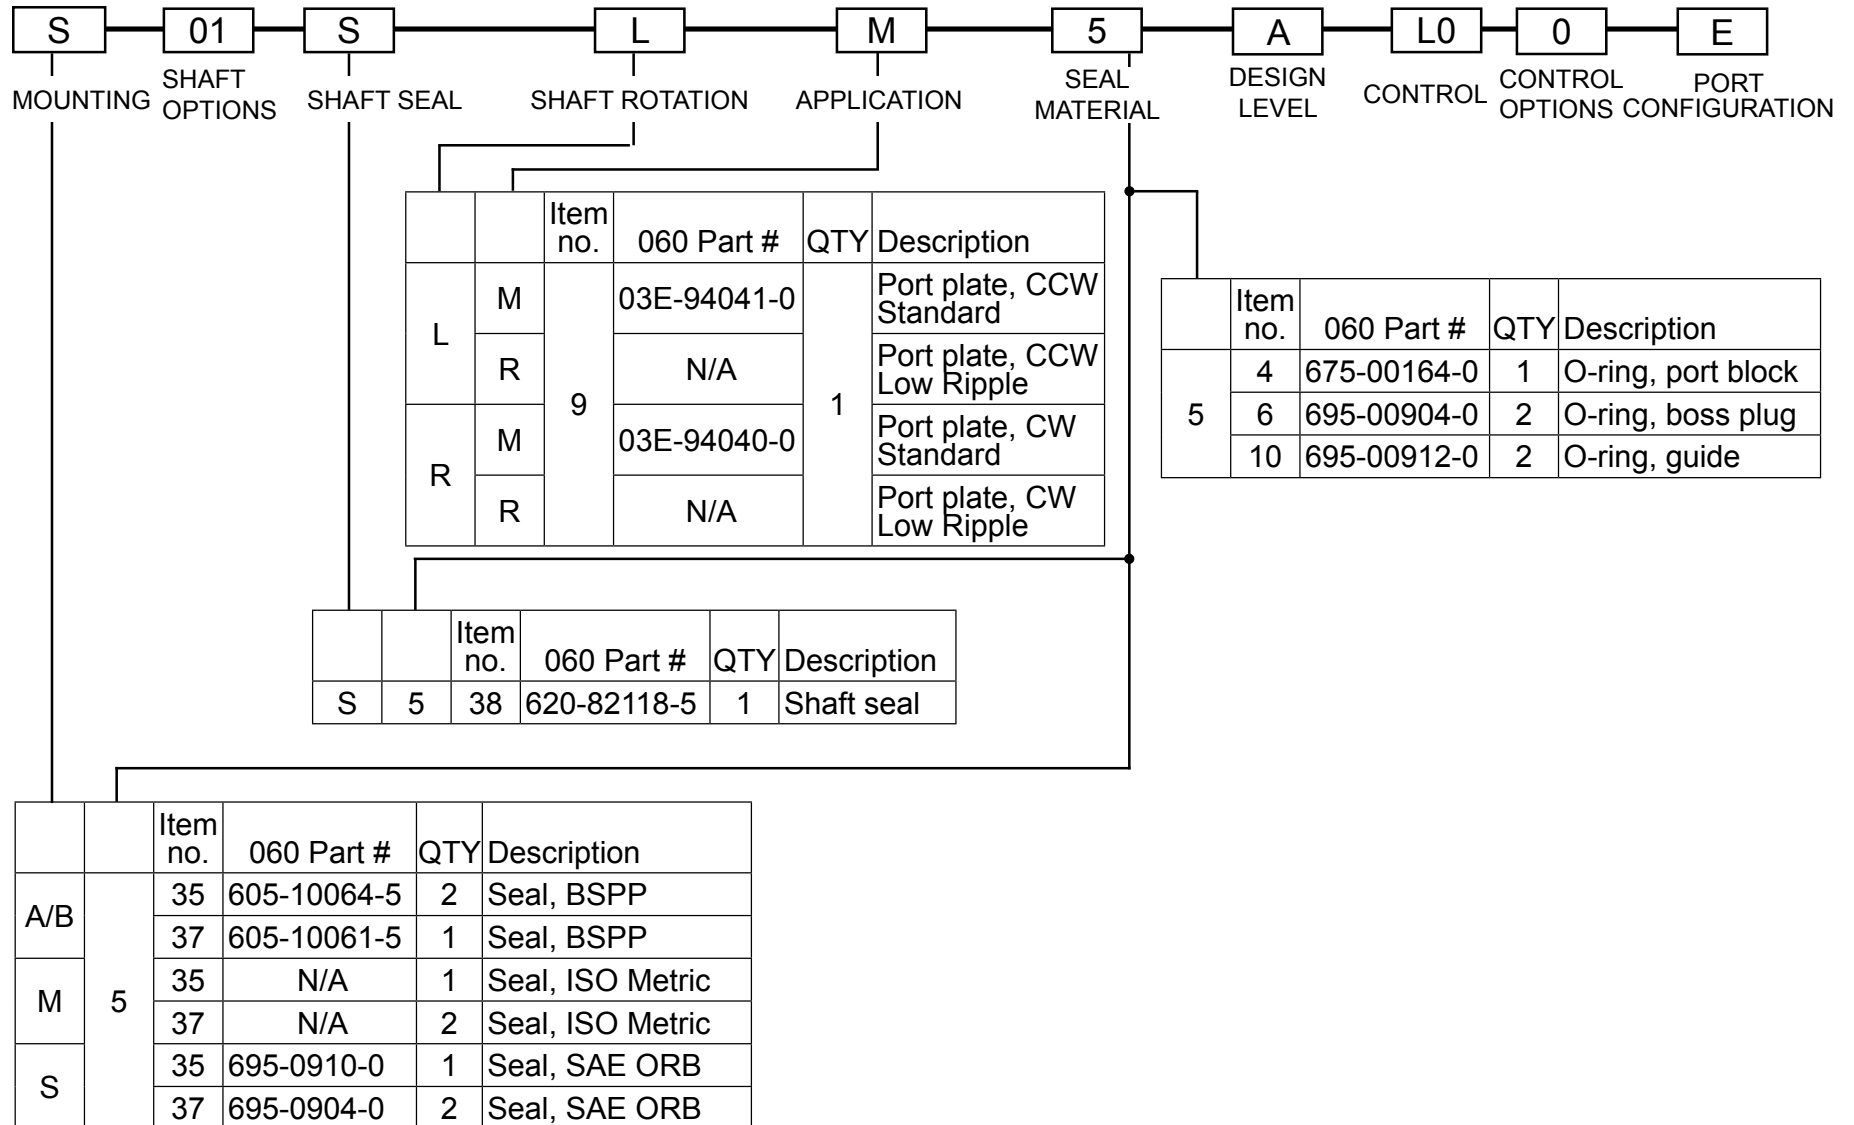 S 01 S L M 5 A L0 0 E
MOUNTING
SHAFT
OPTIONS
SHAFT SEAL
SHAFT ROTATION
APPLICATION
SEAL
MATERIAL
DESIGN
LEVEL
CONTROL
CONTROL
OPTIONS
PORT
CONFIGURATION
Item
no. 060 Part # QTY Description
L M 9 03E-94041-0 1 Port plate, CCW
Standard
R N/A Port plate, CCW
Low Ripple
R M 03E-94040-0 Port plate, CW
Standard
R N/A Port plate, CW
Low Ripple
Item
no. 060 Part # QTY Description
5 4 675-00164-0 1 O-ring, port block
6 695-00904-0 2 O-ring, boss plug
10 695-00912-0 2 O-ring, guide
Item
no. 060 Part # QTY Description
S 5 38 620-82118-5 1 Shaft seal
Item
no. 060 Part # QTY Description
A/B 5 35 605-10064-5 2 Seal, BSPP
37 605-10061-5 1 Seal, BSPP
M 35 N/A 1 Seal, ISO Metric
37 N/A 2 Seal, ISO Metric
S 35 695-0910-0 1 Seal, SAE ORB
37 695-0904-0 2 Seal, SAE ORB